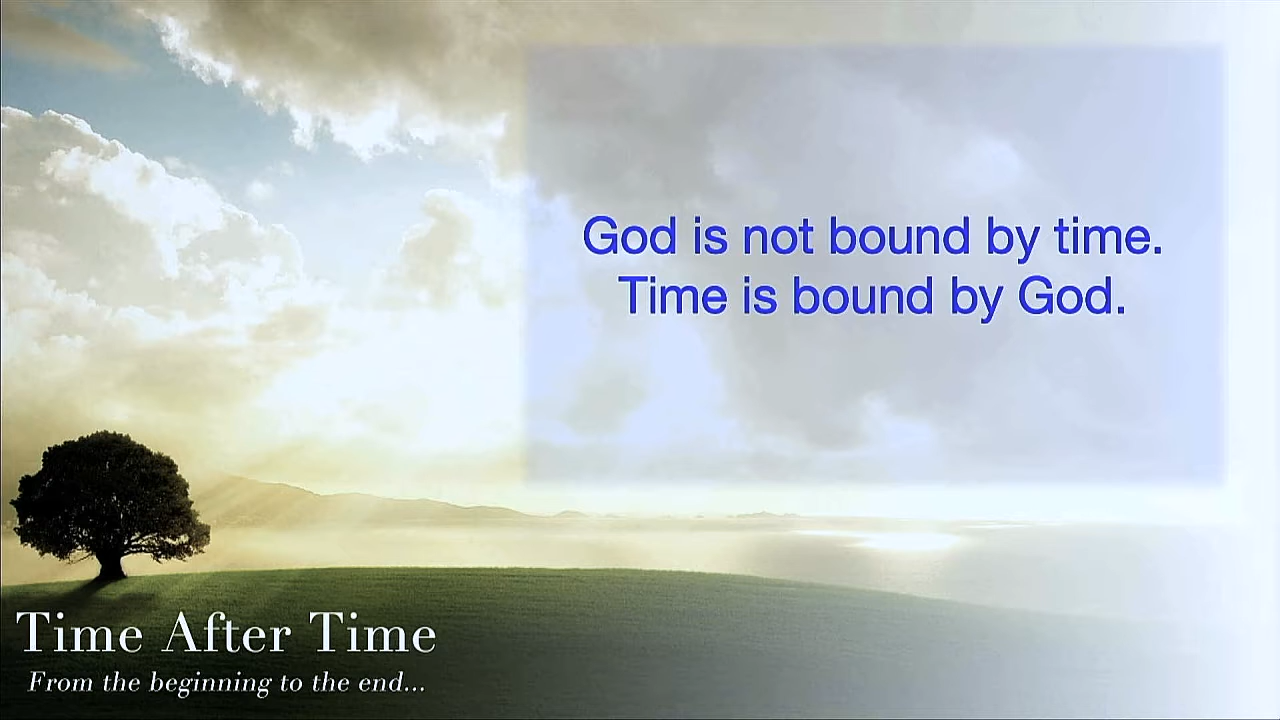 God is not bound by time.
Time is bound by God.
Time After Time
From the beginning to the end...